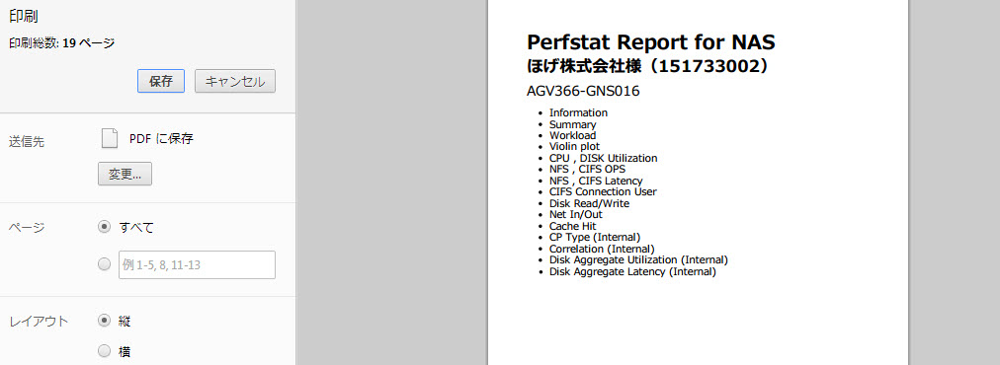 印刷
印刷総数: 19 ページ
保存 キャンセル
送信先 PDF に保存
変更...
ページ すべて
例 1-5, 8, 11-13
レイアウト 縦
横
Perfstat Report for NAS
ほげ株式会社様（151733002）
AGV366-GNS016
• Information
• Summary
• Workload
• Violin plot
• CPU , DISK Utilization
• NFS , CIFS OPS
• NFS , CIFS Latency
• CIFS Connection User
• Disk Read/Write
• Net In/Out
• Cache Hit
• CP Type (Internal)
• Correlation (Internal)
• Disk Aggregate Utilization (Internal)
• Disk Aggregate Latency (Internal)